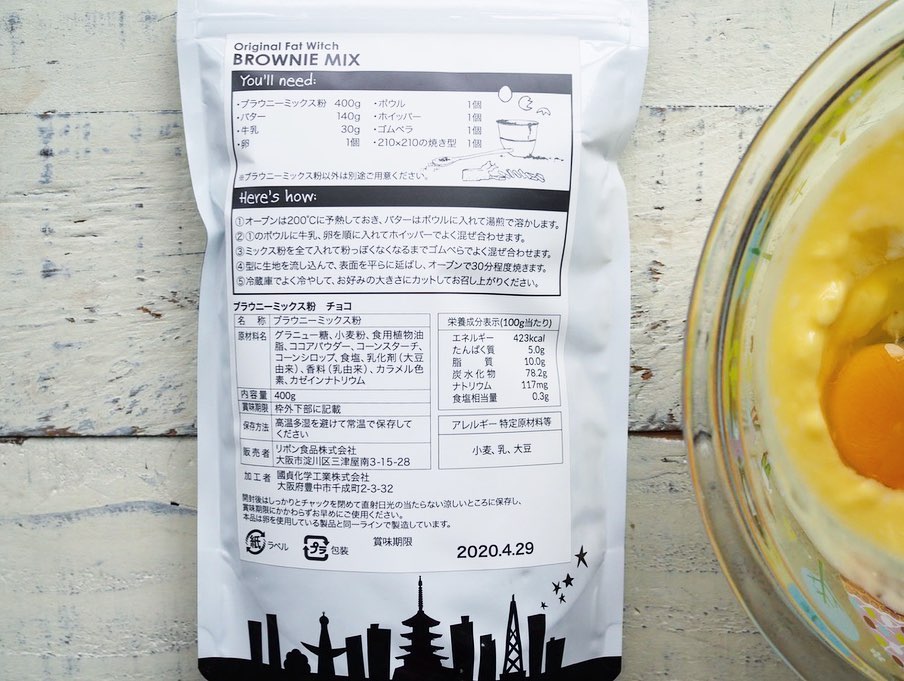 Original Fat Witch
BROWNIE MIX
You'll need:
・ブラウニーミックス粉 400g ・ボウル 1個
・バター 140g ・ホイッパー 1個
・牛乳 30g ・ゴムベラ 1個
・卵 1個 ・210×210の焼き型 1個
※ブラウニーミックス粉以外は別途ご用意ください。
Here's how:
①オーブンは200℃に予熱しておき、バターはボウルに入れて湯煎で溶かします。
②①のボウルに牛乳、卵を順に入れてホイッパーでよく混ぜ合わせます。
③ミックス粉を全て入れて粉っぽくなくなるまでゴムベらでよく混ぜ合わせます。
④型に生地を流し込んで、表面を平らに延ばし、オーブンで30分程度焼きます。
⑤冷蔵庫でよく冷やして、お好みの大きさにカットしてお召し上がりください。
ブラウニーミックス粉 チョコ
名 称 ブラウニーミックス粉
原材料名 グラニュー糖、小麦粉、食用植物油
脂、ココアパウダー、コーンスターチ、
コーンシロップ、食塩、乳化剤(大豆
由来)、香料(乳由来)、カラメル色
素、カゼインナトリウム
内容量 400g
賞味期限 枠外下部に記載
保存方法 高温多湿を避けて常温で保存して
ください
販売者 リボン食品株式会社
大阪市淀川区三津屋南3-15-28
加工者 國貞化学工業株式会社
大阪府豊中市千成町2-3-32
栄養成分表示(100g当たり)
エネルギー 423kcal
たんぱく質 5.0g
脂 質 10.0g
炭水化物 78.2g
ナトリウム 117mg
食塩相当量 0.3g
アレルギー 特定原材料等
小麦、乳、大豆
開封後はしっかりとチャックを閉めて直射日光の当たらない涼しいところに保存し、
賞味期限にかかわらずお早めにご使用ください。
本品は卵を使用している製品と同一ラインで製造しています。
紙 ラベル プラ 包装 賞味期限 2020.4.29